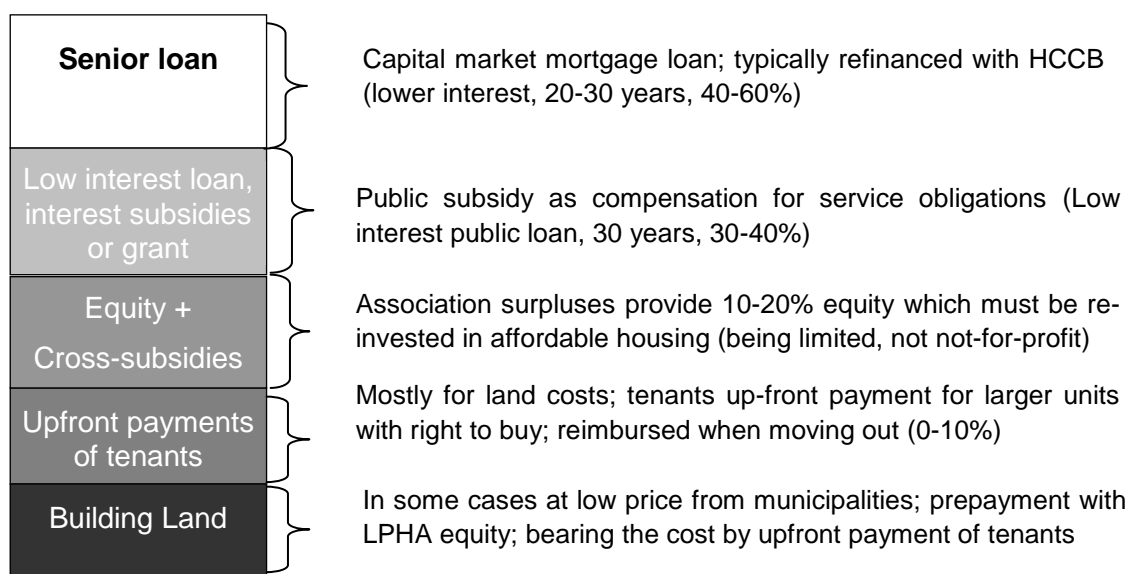 Senior loan
Capital market mortgage loan; typically refinanced with HCCB
(lower interest, 20-30 years, 40-60%)
Low interest loan,
interest subsidies
or grant
Public subsidy as compensation for service obligations (Low
interest public loan, 30 years, 30-40%)
Equity +
Cross-subsidies
Association surpluses provide 10-20% equity which must be re-
invested in affordable housing (being limited, not not-for-profit)
Upfront payments
of tenants
Mostly for land costs; tenants up-front payment for larger units
with right to buy; reimbursed when moving out (0-10%)
Building Land
In some cases at low price from municipalities; prepayment with
LPHA equity; bearing the cost by upfront payment of tenants